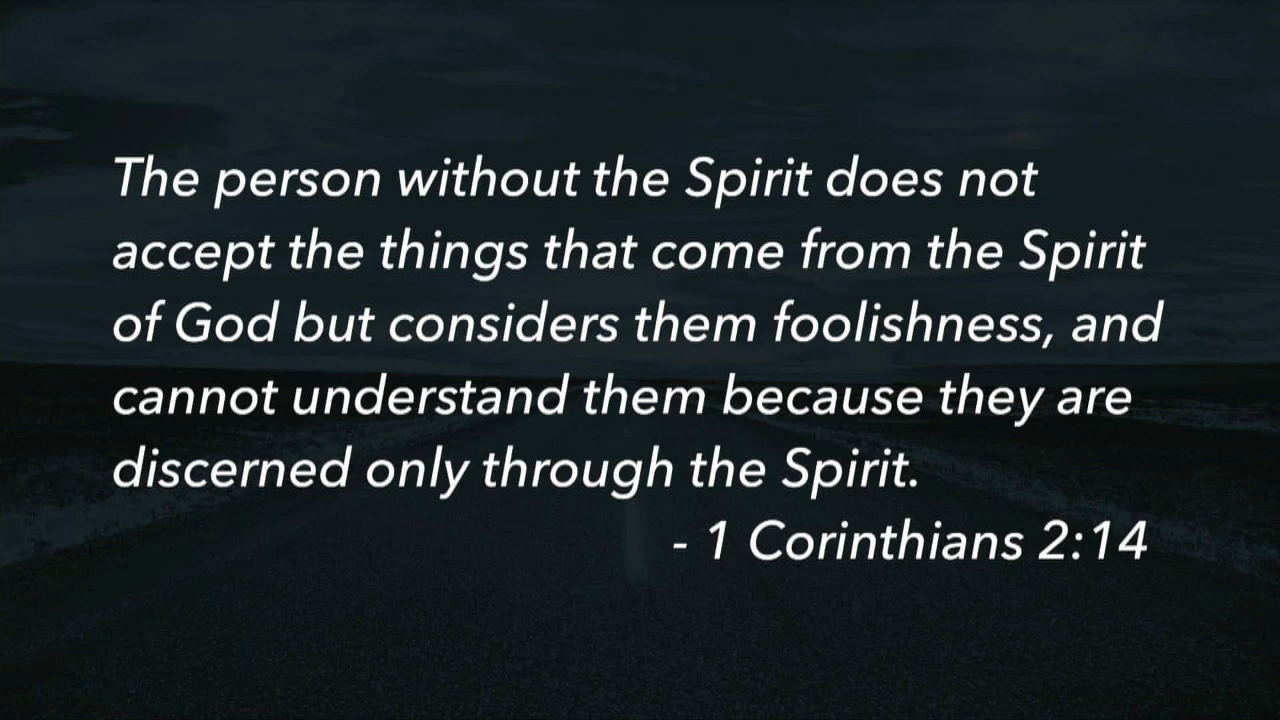 The person without the Spirit does not
accept the things that come from the Spirit
of God but considers them foolishness, and
cannot understand them because they are
discerned only through the Spirit.
- 1 Corinthians 2:14